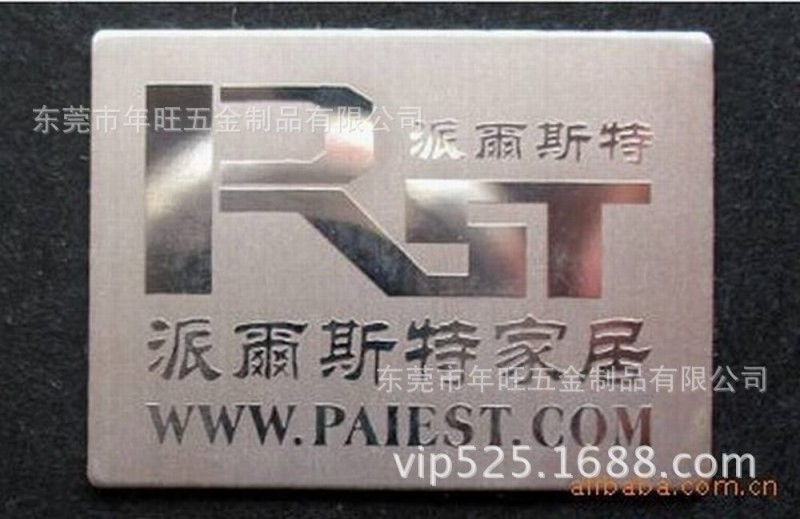 东莞市年旺五金制品有限公司
派爾斯特
RST
派爾斯特家居
东莞市年旺五金制品有限公司
WWW.PAIEST.COM
vip525.1688.com
alibaba.com.cn